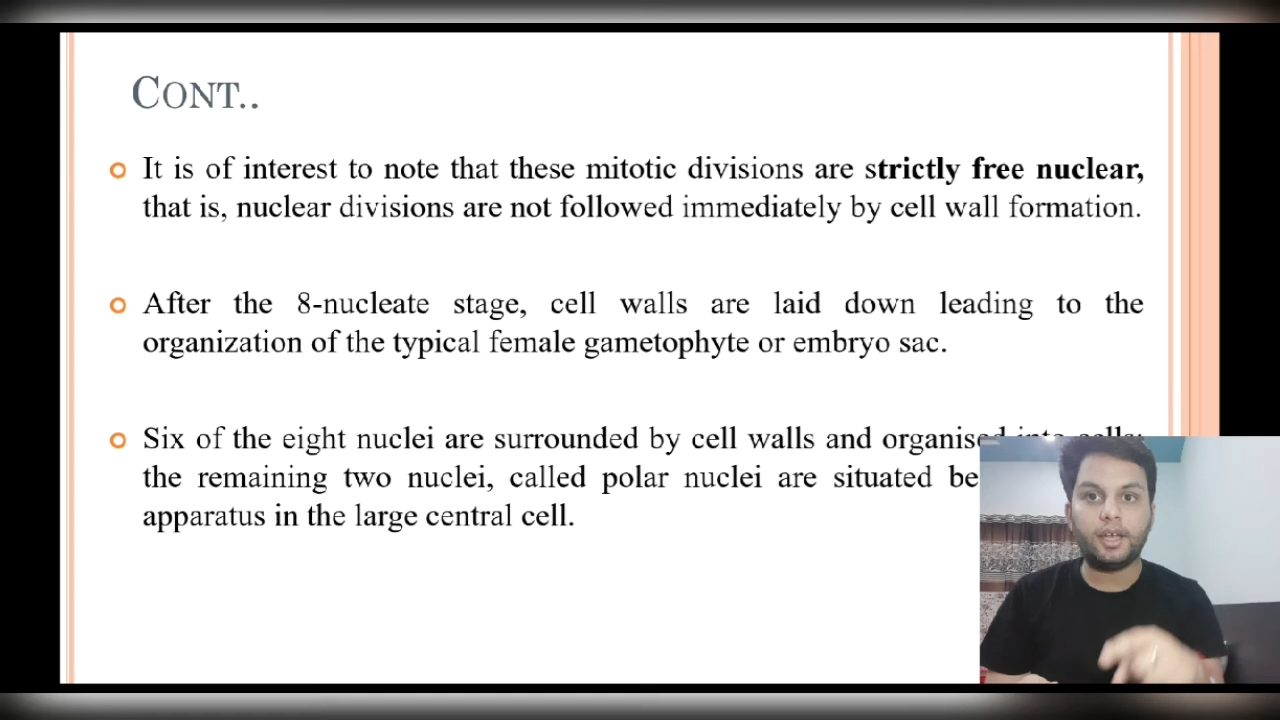 CONT..
It is of interest to note that these mitotic divisions are strictly free nuclear,
that is, nuclear divisions are not followed immediately by cell wall formation.
After the 8-nucleate stage, cell walls are laid down leading to the
organization of the typical female gametophyte or embryo sac.
Six of the eight nuclei are surrounded by cell walls and organised into cells;
the remaining two nuclei, called polar nuclei are situated
apparatus in the large central cell.